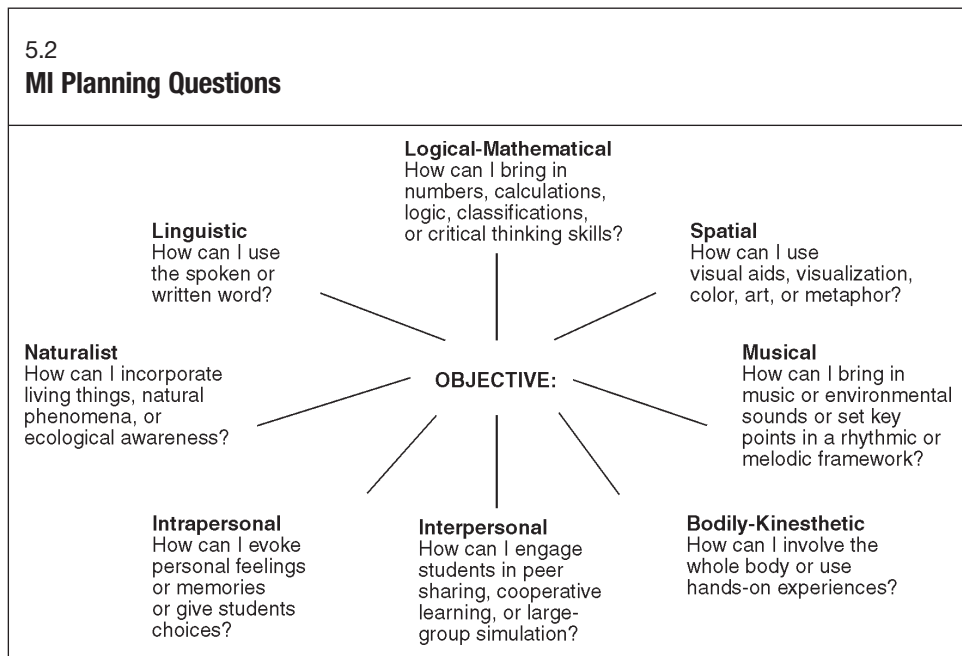 5.2
MI Planning Questions
Logical-Mathematical
How can I bring in
numbers, calculations,
logic, classifications,
or critical thinking skills?
Linguistic
How can I use
the spoken or
written word?
Spatial
How can I use
visual aids, visualization,
color, art, or metaphor?
Naturalist
How can I incorporate
living things, natural
phenomena, or
ecological awareness?
OBJECTIVE:
Musical
How can I bring in
music or environmental
sounds or set key
points in a rhythmic or
melodic framework?
Intrapersonal
How can I evoke
personal feelings
or memories
or give students
choices?
Interpersonal
How can I engage
students in peer
sharing, cooperative
learning, or large-
group simulation?
Bodily-Kinesthetic
How can I involve the
whole body or use
hands-on experiences?